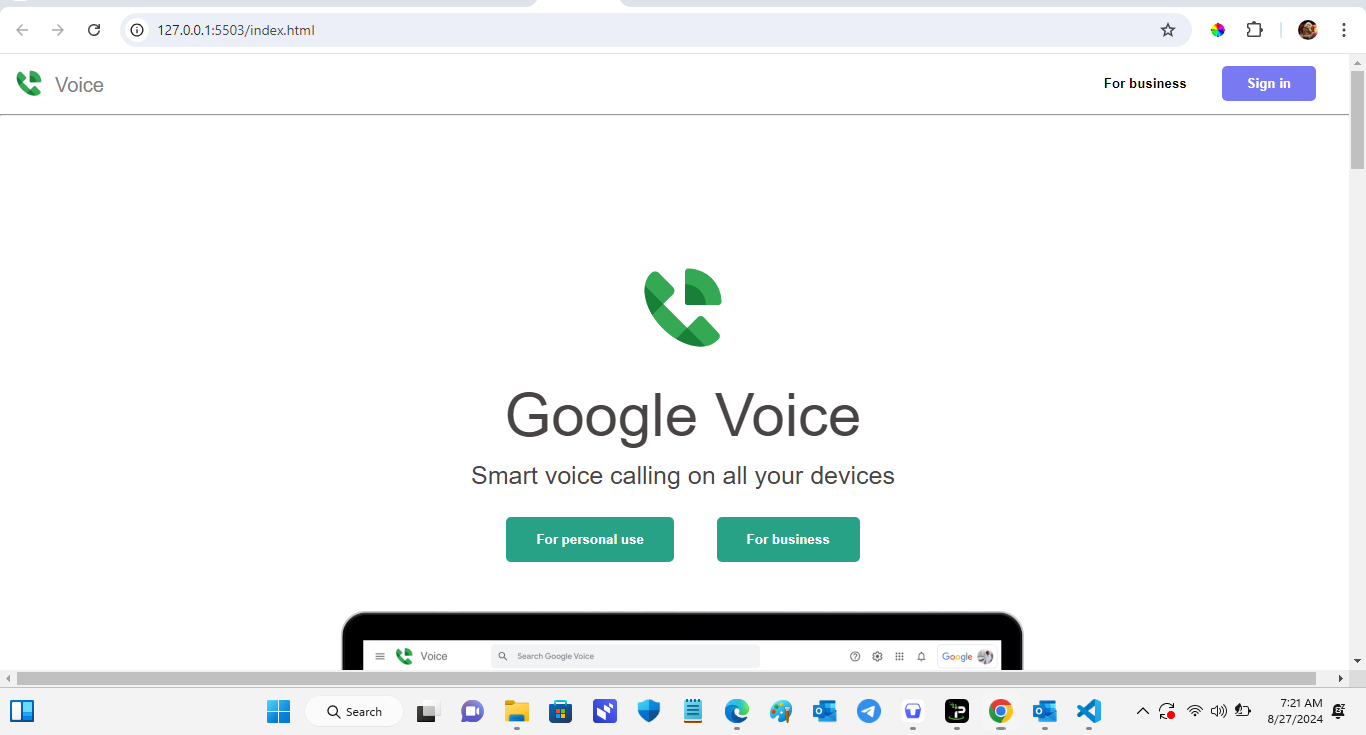 127.0.0.1:5503/index.html
Voice
For business
Sign in
Google Voice
Smart voice calling on all your devices
For personal use
For business
Voice
Search Google Voice
Google
Search
7:21 AM
8/27/2024